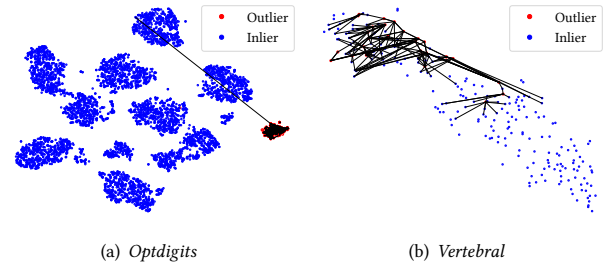 Outlier
Inlier
Outlier
Inlier
(a) Optdigits
(b) Vertebral